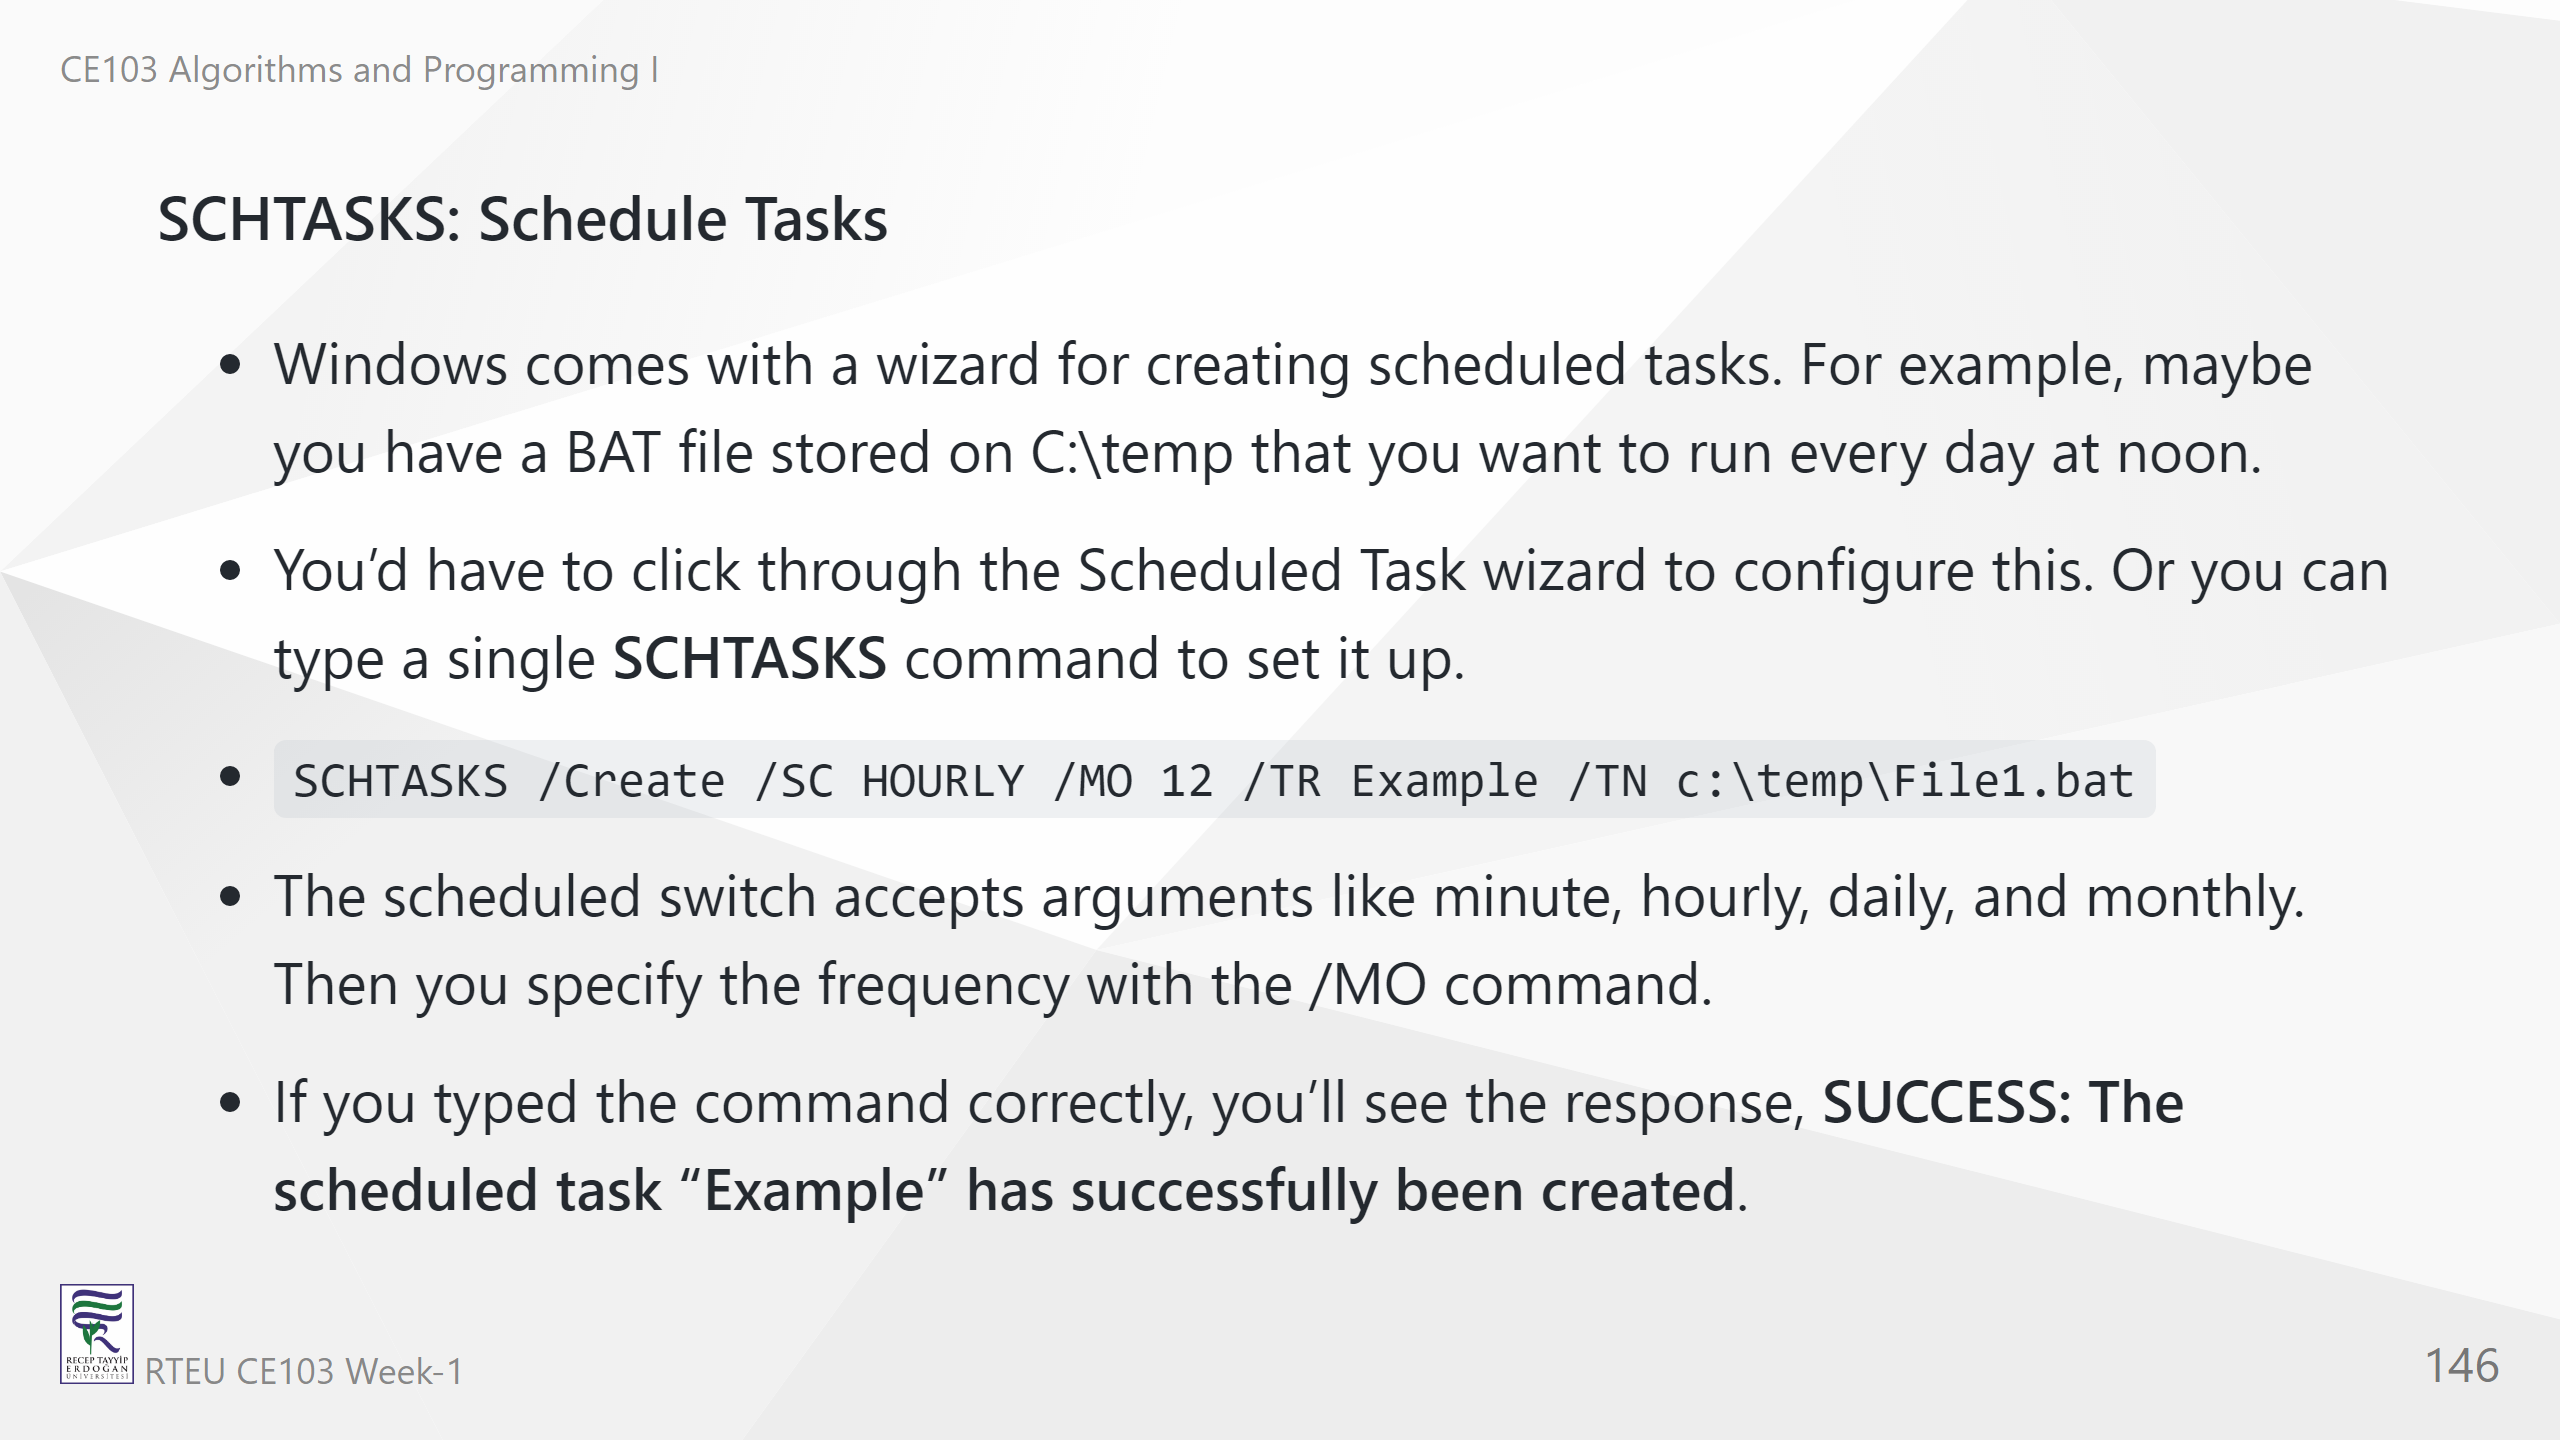 CE103 Algorithms and Programming I
SCHTASKS: Schedule Tasks
• Windows comes with a wizard for creating scheduled tasks. For example, maybe
you have a BAT file stored on C:\temp that you want to run every day at noon.
• You’d have to click through the Scheduled Task wizard to configure this. Or you can
type a single SCHTASKS command to set it up.
• SCHTASKS /Create /SC HOURLY /MO 12 /TR Example /TN c:\temp\File1.bat
• The scheduled switch accepts arguments like minute, hourly, daily, and monthly.
Then you specify the frequency with the /MO command.
• If you typed the command correctly, you’ll see the response, SUCCESS: The
scheduled task “Example” has successfully been created.
RECEP TAYYİP
ERDOĞAN
ÜNİVERSİTESİ
RTEU CE103 Week-1
146